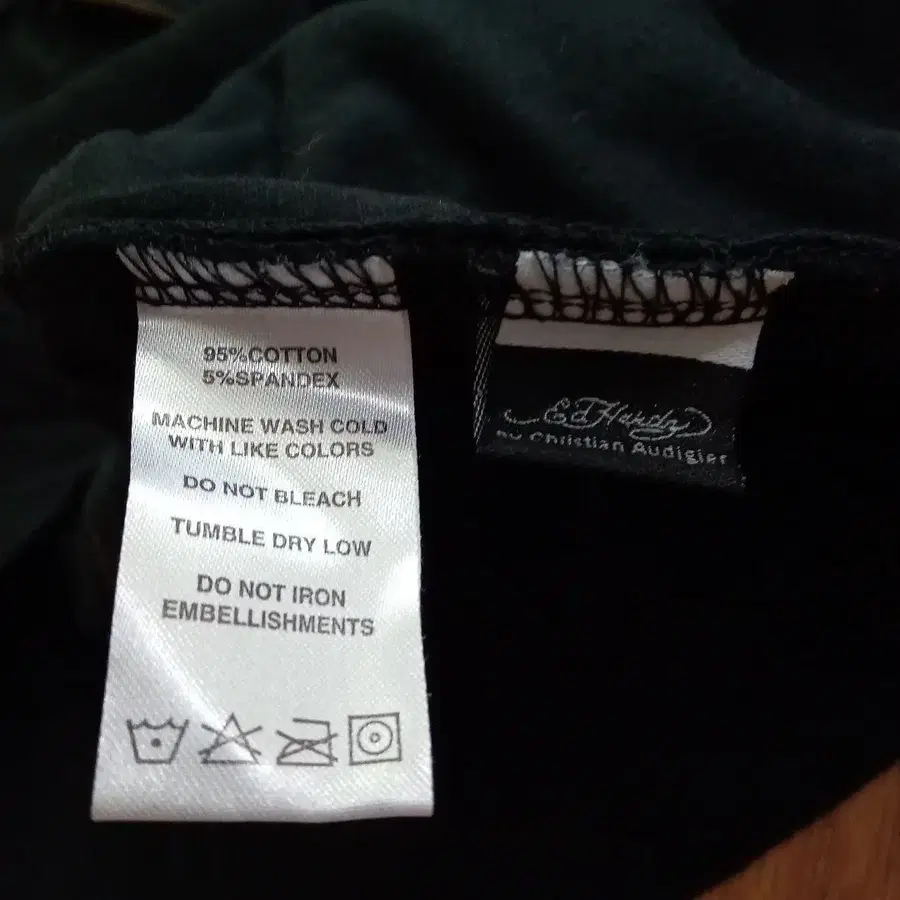 95%COTTON
5%SPANDEX
MACHINE WASH COLD
WITH LIKE COLORS
DO NOT BLEACH
TUMBLE DRY LOW
DO NOT IRON
EMBELLISHMENTS
Ed Hardy
by Christian Audigier